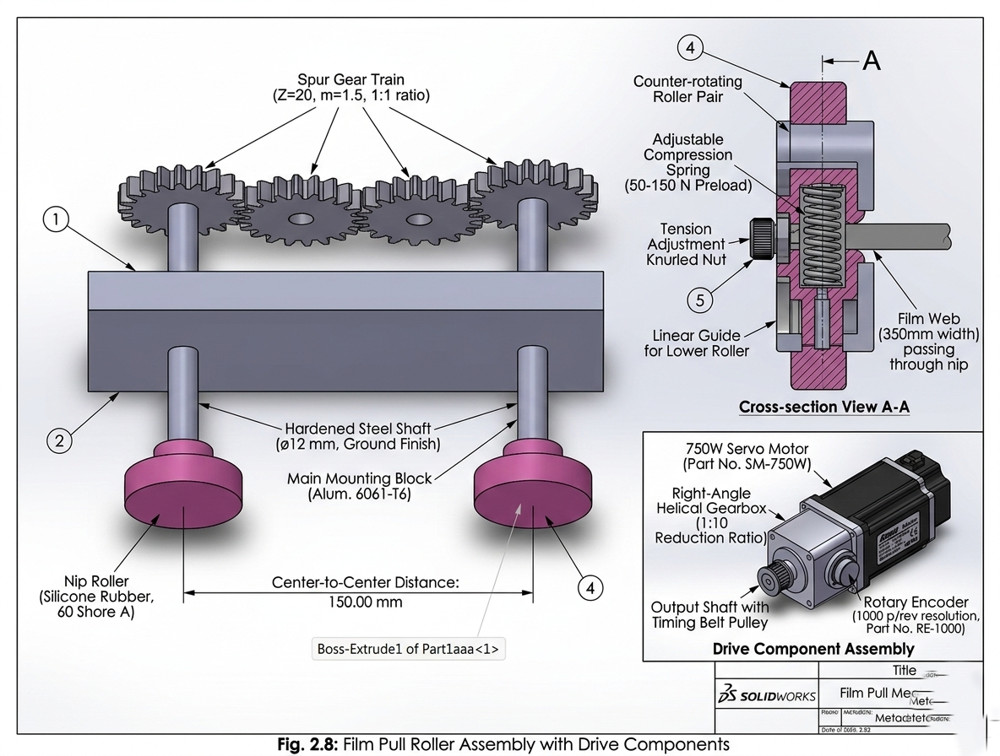 Spur Gear Train
(Z=20, m=1.5, 1:1 ratio)
1
2
Hardened Steel Shaft
(ø12 mm, Ground Finish)
Main Mounting Block
(Alum. 6061-T6)
Nip Roller
(Silicone Rubber,
60 Shore A)
Center-to-Center Distance:
150.00 mm
4
Boss-Extrude1 of Part1aaa<1>
4
A
Counter-rotating
Roller Pair
Adjustable
Compression
Spring
(50-150 N Preload)
Tension
Adjustment
Knurled Nut
5
Linear Guide
for Lower Roller
Film Web
(350mm width)
passing
through nip
Cross-section View A-A
750W Servo Motor
(Part No. SM-750W)
Right-Angle
Helical Gearbox
(1:10
Reduction Ratio)
Output Shaft with
Timing Belt Pulley
Rotary Encoder
(1000 p/rev resolution,
Part No. RE-1000)
Drive Component Assembly
Title
SOLIDWORKS
Film Pull
Fig. 2.8: Film Pull Roller Assembly with Drive Components